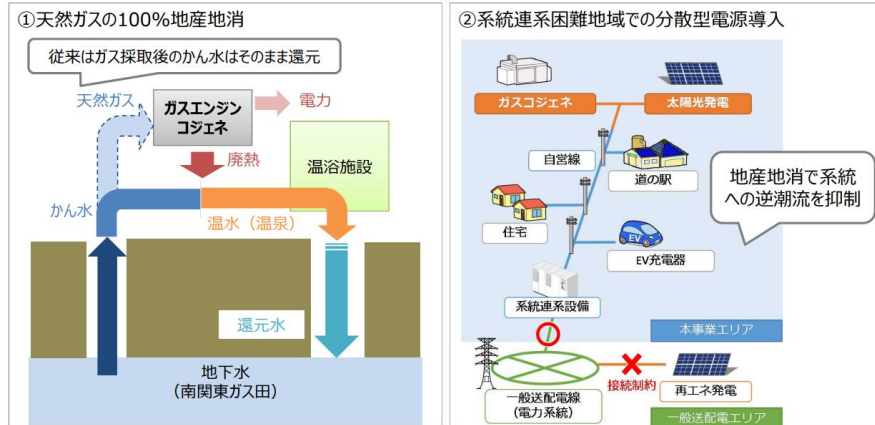 ①天然ガスの100％地産地消
従来はガス採取後のかん水はそのまま還元
天然ガス
ガスエンジン
コジェネ
電力
廃熱
温浴施設
かん水
温水（温泉）
還元水
地下水
（南関東ガス田）
②系統連系困難地域での分散型電源導入
ガスコジェネ
太陽光発電
自営線
道の駅
住宅
EV
EV充電器
地産地消で系統
への逆潮流を抑制
系統連系設備
本事業エリア
接続制約
再エネ発電
一般送配電線
（電力系統）
一般送配電エリア